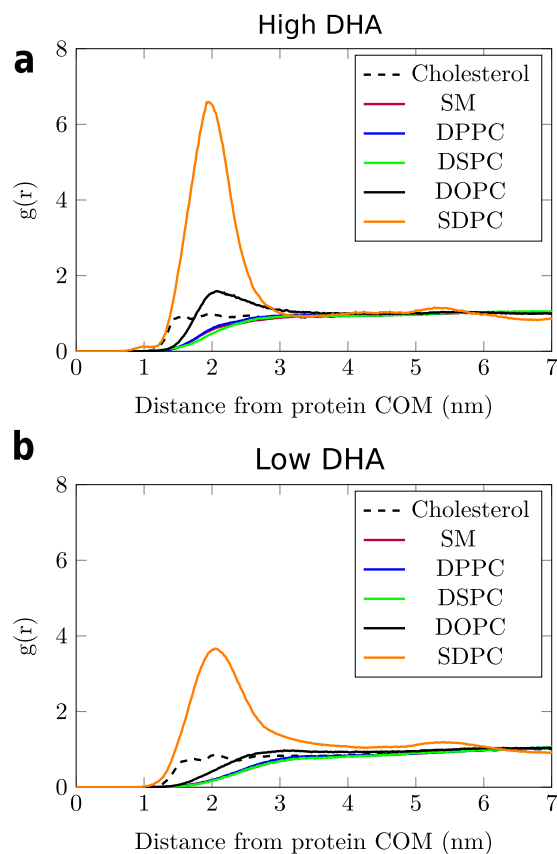 High DHA
a
8
6
4
2
0
g(r)
Cholesterol
SM
DPPC
DSPC
DOPC
SDPC
0 1 2 3 4 5 6 7
Distance from protein COM (nm)
b
Low DHA
8
6
4
2
0
g(r)
Cholesterol
SM
DPPC
DSPC
DOPC
SDPC
0 1 2 3 4 5 6 7
Distance from protein COM (nm)